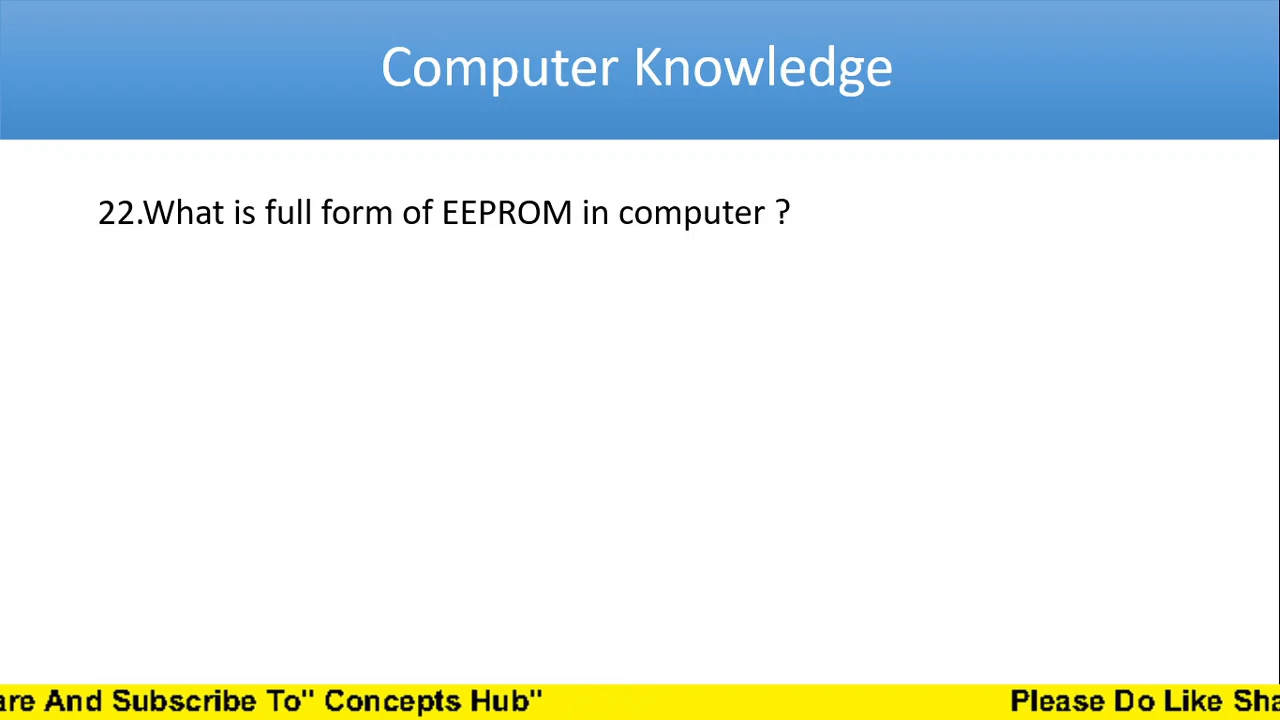 Computer Knowledge
22.What is full form of EEPROM in computer ?
are And Subscribe To" Concepts Hub" Please Do Like Sha